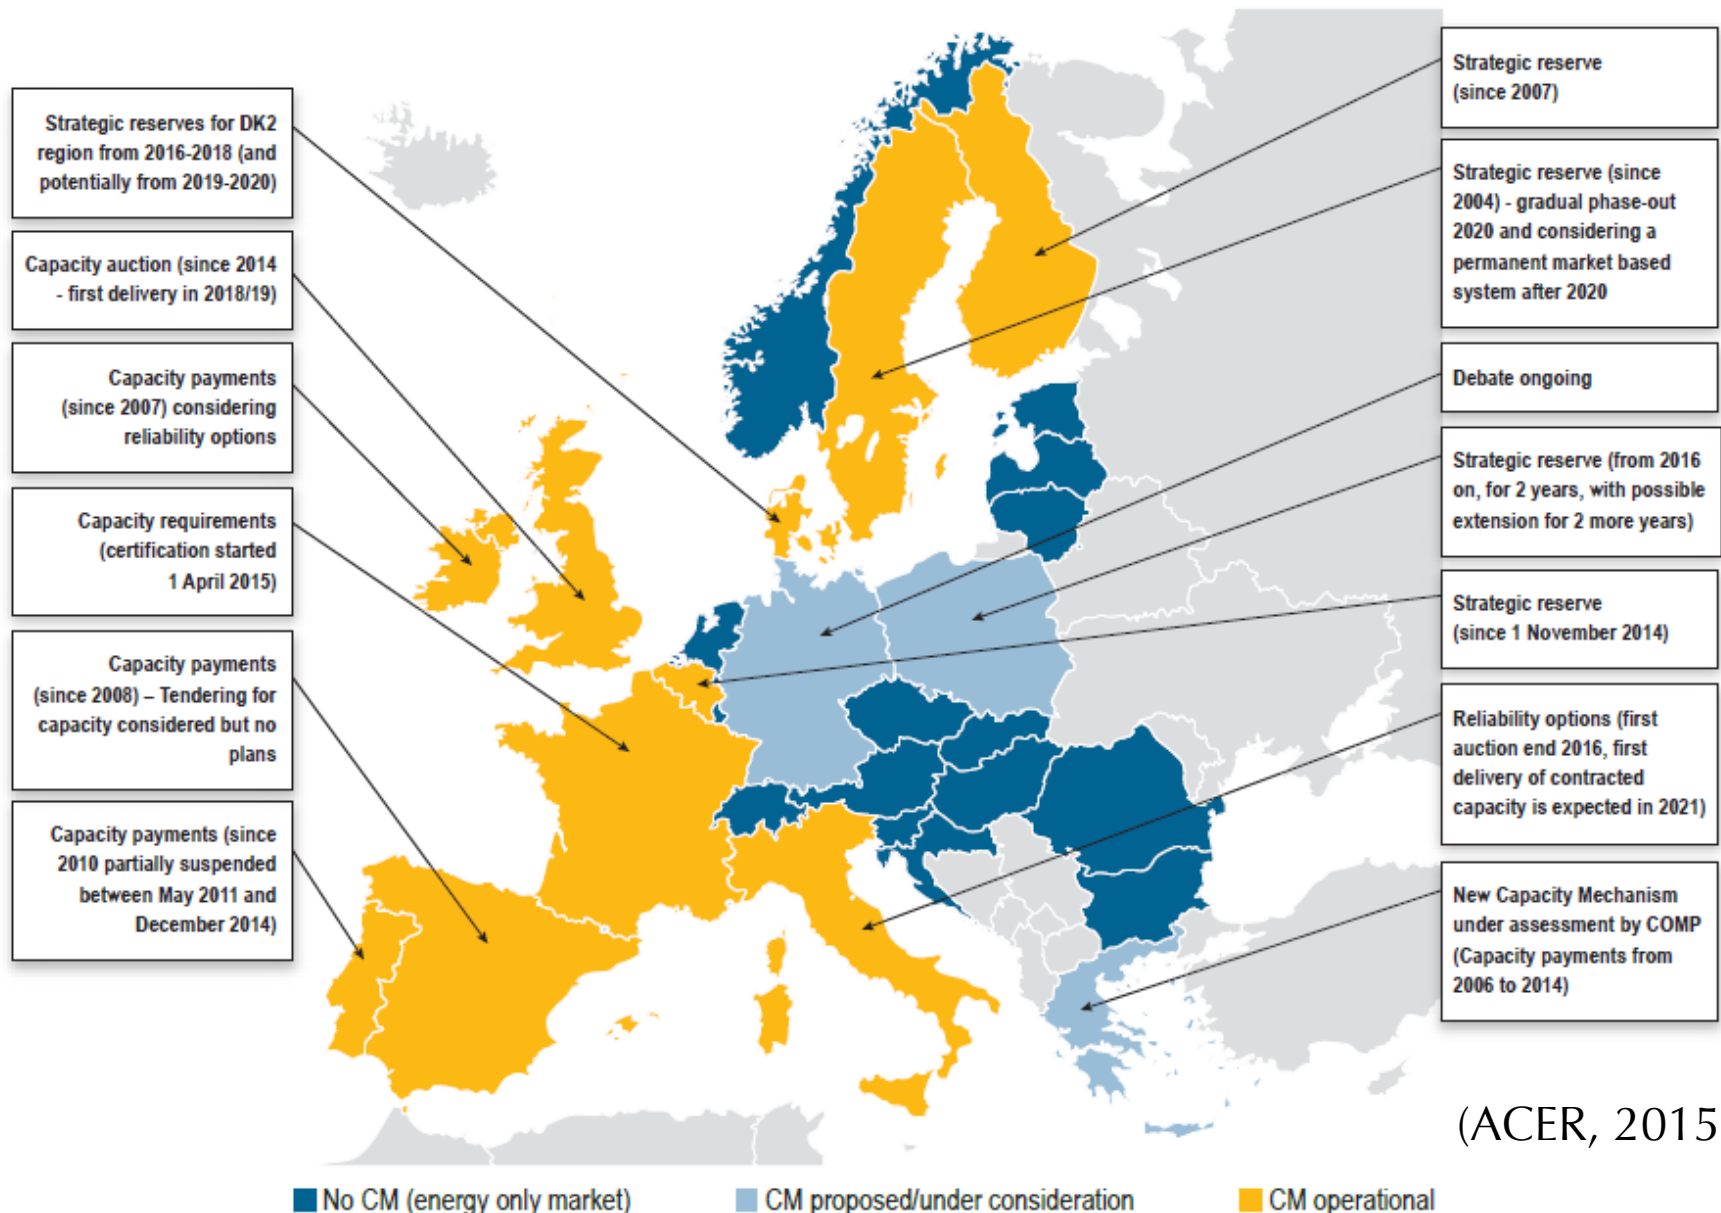 Strategic reserves for DK2
region from 2016-2018 (and
potentially from 2019-2020)
Capacity auction (since 2014
- first delivery in 2018/19)
Capacity payments
(since 2007) considering
reliability options
Capacity requirements
(certification started
1 April 2015)
Capacity payments
(since 2008) – Tendering for
capacity considered but no
plans
Capacity payments (since
2010 partially suspended
between May 2011 and
December 2014)
Strategic reserve
(since 2007)
Strategic reserve (since
2004) - gradual phase-out
2020 and considering a
permanent market based
system after 2020
Debate ongoing
Strategic reserve (from 2016
on, for 2 years, with possible
extension for 2 more years)
Strategic reserve
(since 1 November 2014)
Reliability options (first
auction end 2016, first
delivery of contracted
capacity is expected in 2021)
New Capacity Mechanism
under assessment by COMP
(Capacity payments from
2006 to 2014)
(ACER, 2015
No CM (energy only market)
CM proposed/under consideration
CM operational